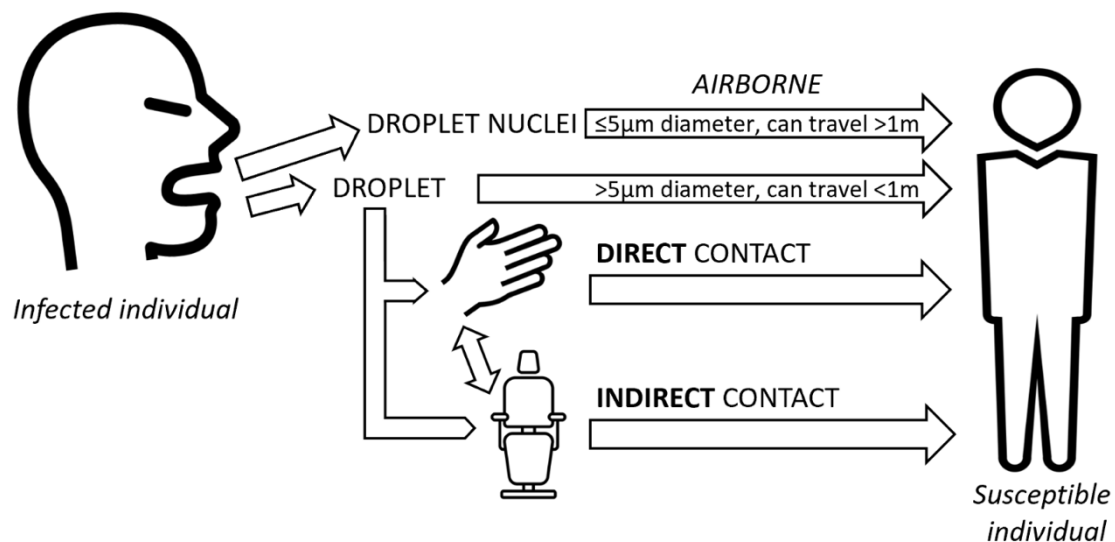 AIRBORNE
DROPLET NUCLEI
≤5µm diameter, can travel >1m
DROPLET
>5µm diameter, can travel <1m
DIRECT CONTACT
Infected individual
INDIRECT CONTACT
Susceptible
individual